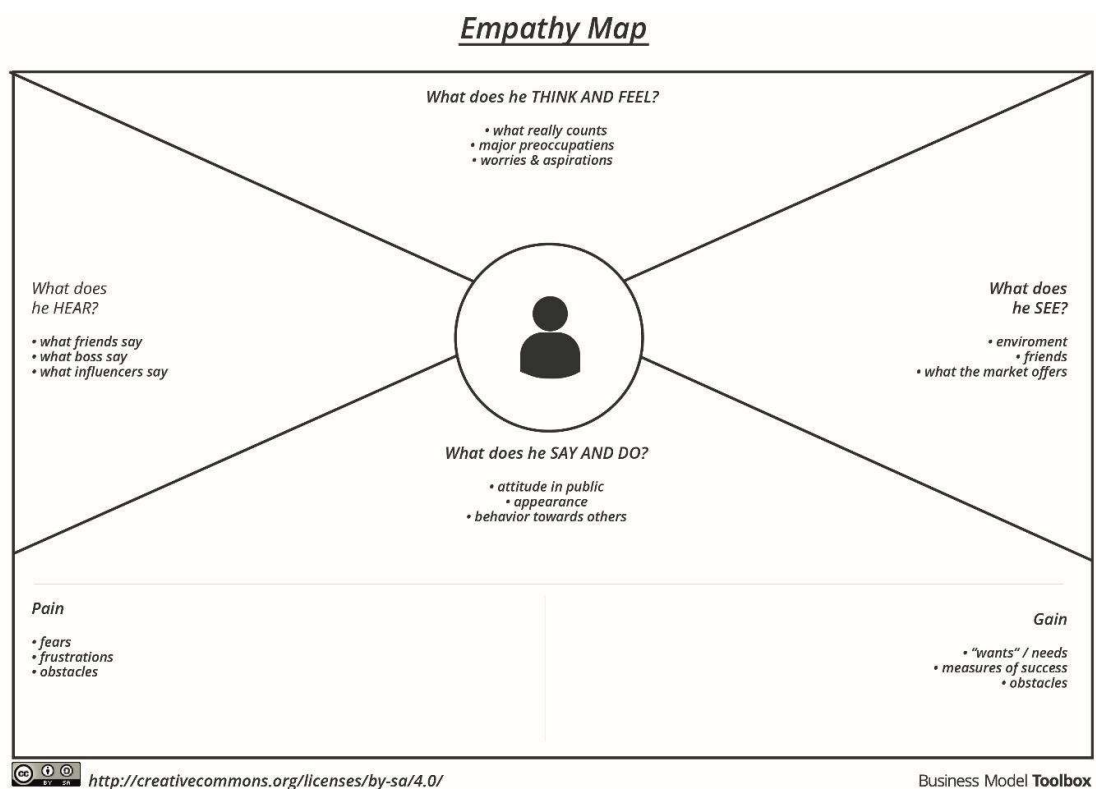 Empathy Map
What does he THINK AND FEEL?
• what really counts
• major preoccupatiens
• worries & aspirations
What does
he HEAR?
• what friends say
• what boss say
• what influencers say
What does
he SEE?
• enviroment
• friends
• what the market offers
What does he SAY AND DO?
• attitude in public
• appearance
• behavior towards others
Pain
• fears
• frustrations
• obstacles
Gain
• “wants” / needs
• measures of success
• obstacles
cc
BY SA
http://creativecommons.org/licenses/by-sa/4.0/
Business Model Toolbox